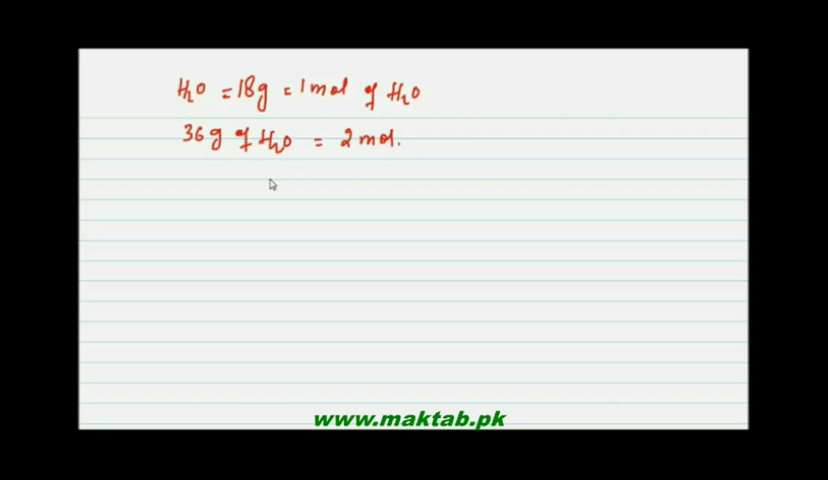 H₂O = 18g = 1 mol of H₂O
36 g of H₂O = 2 mol.
www.maktab.pk